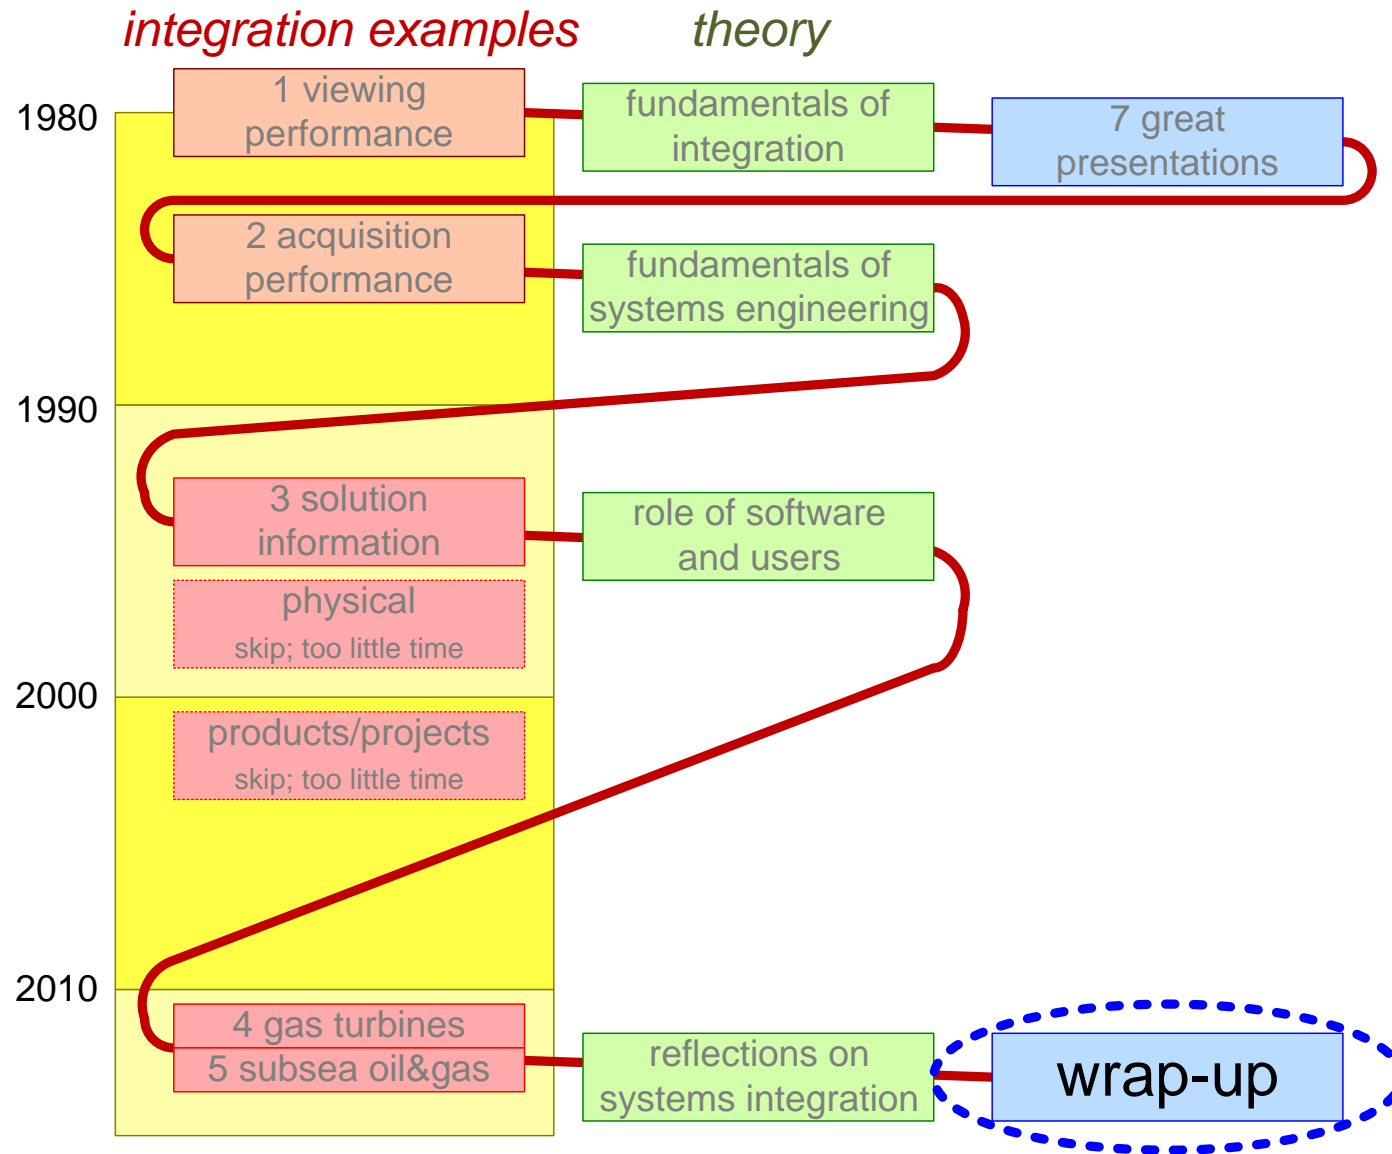 integration examples
theory
1980
1 viewing
performance
fundamentals of
integration
7 great
presentations
2 acquisition
performance
fundamentals of
systems engineering
1990
3 solution
information
role of software
and users
physical
skip; too little time
2000
products/projects
skip; too little time
2010
4 gas turbines
5 subsea oil&gas
reflections on
systems integration
wrap-up